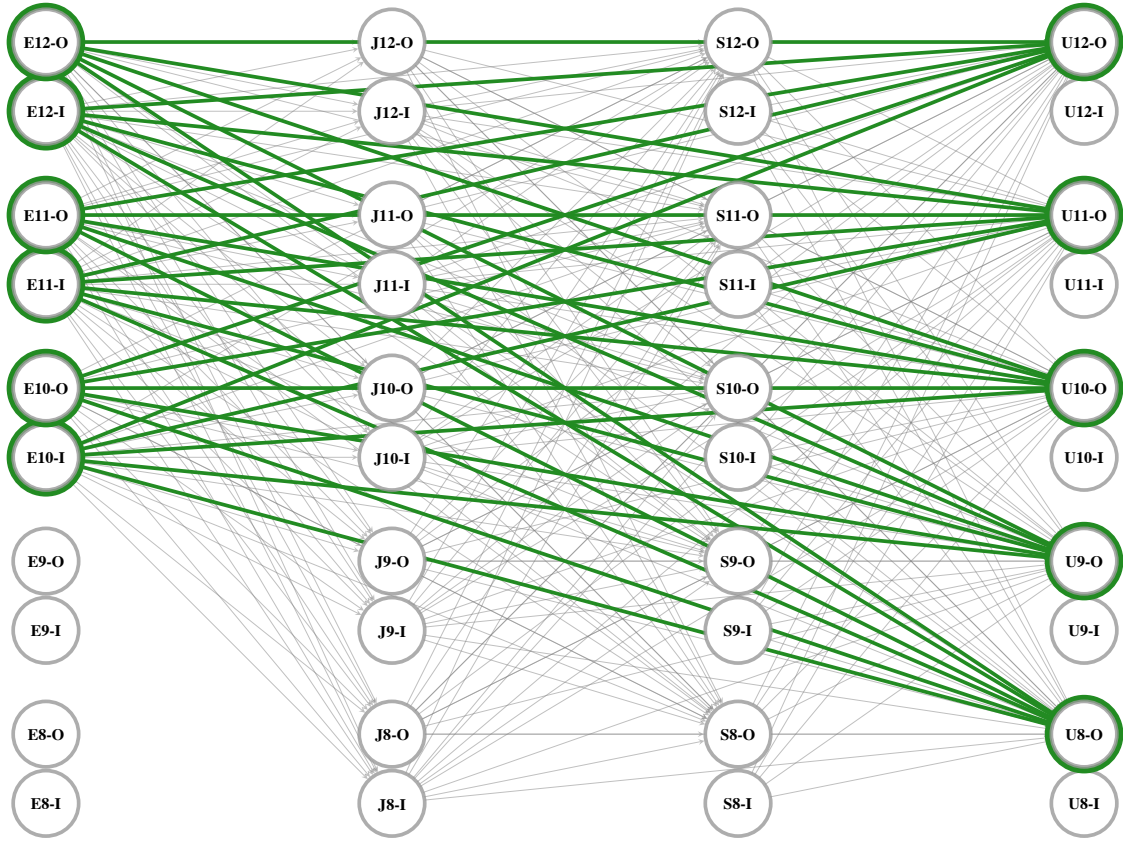 E12-O J12-O S12-O U12-O
E12-I J12-I S12-I U12-I
E11-O J11-O S11-O U11-O
E11-I J11-I S11-I U11-I
E10-O J10-O S10-O U10-O
E10-I J10-I S10-I U10-I
E9-O J9-O S9-O U9-O
E9-I J9-I S9-I U9-I
E8-O J8-O S8-O U8-O
E8-I J8-I S8-I U8-I